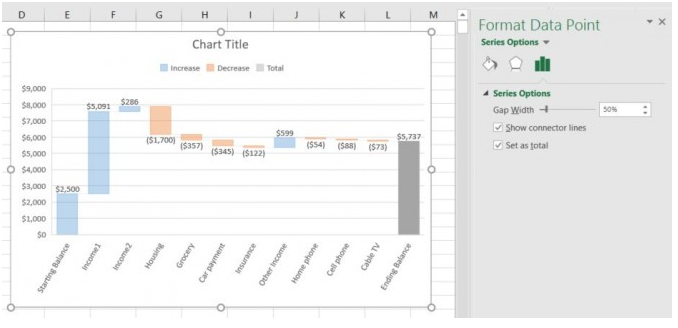 D E F G H I J K L M
Format Data Point
Chart Title
Series Options
Increase Decrease Total
Series Options
Gap Width 50%
Show connector lines
Set as total
$9,000
$8,000
$7,000
$6,000
$5,000
$4,000
$3,000
$2,000
$1,000
$0
$2,500
$5,091
$286
($1,700)
($357)
($345)
($122)
$599
($54)
($88)
($73)
$5,737
Starting Balance
Income1
Income2
Housing
Grocery
Car payment
Insurance
Other Income
Home phone
Cell phone
Cable TV
Ending Balance